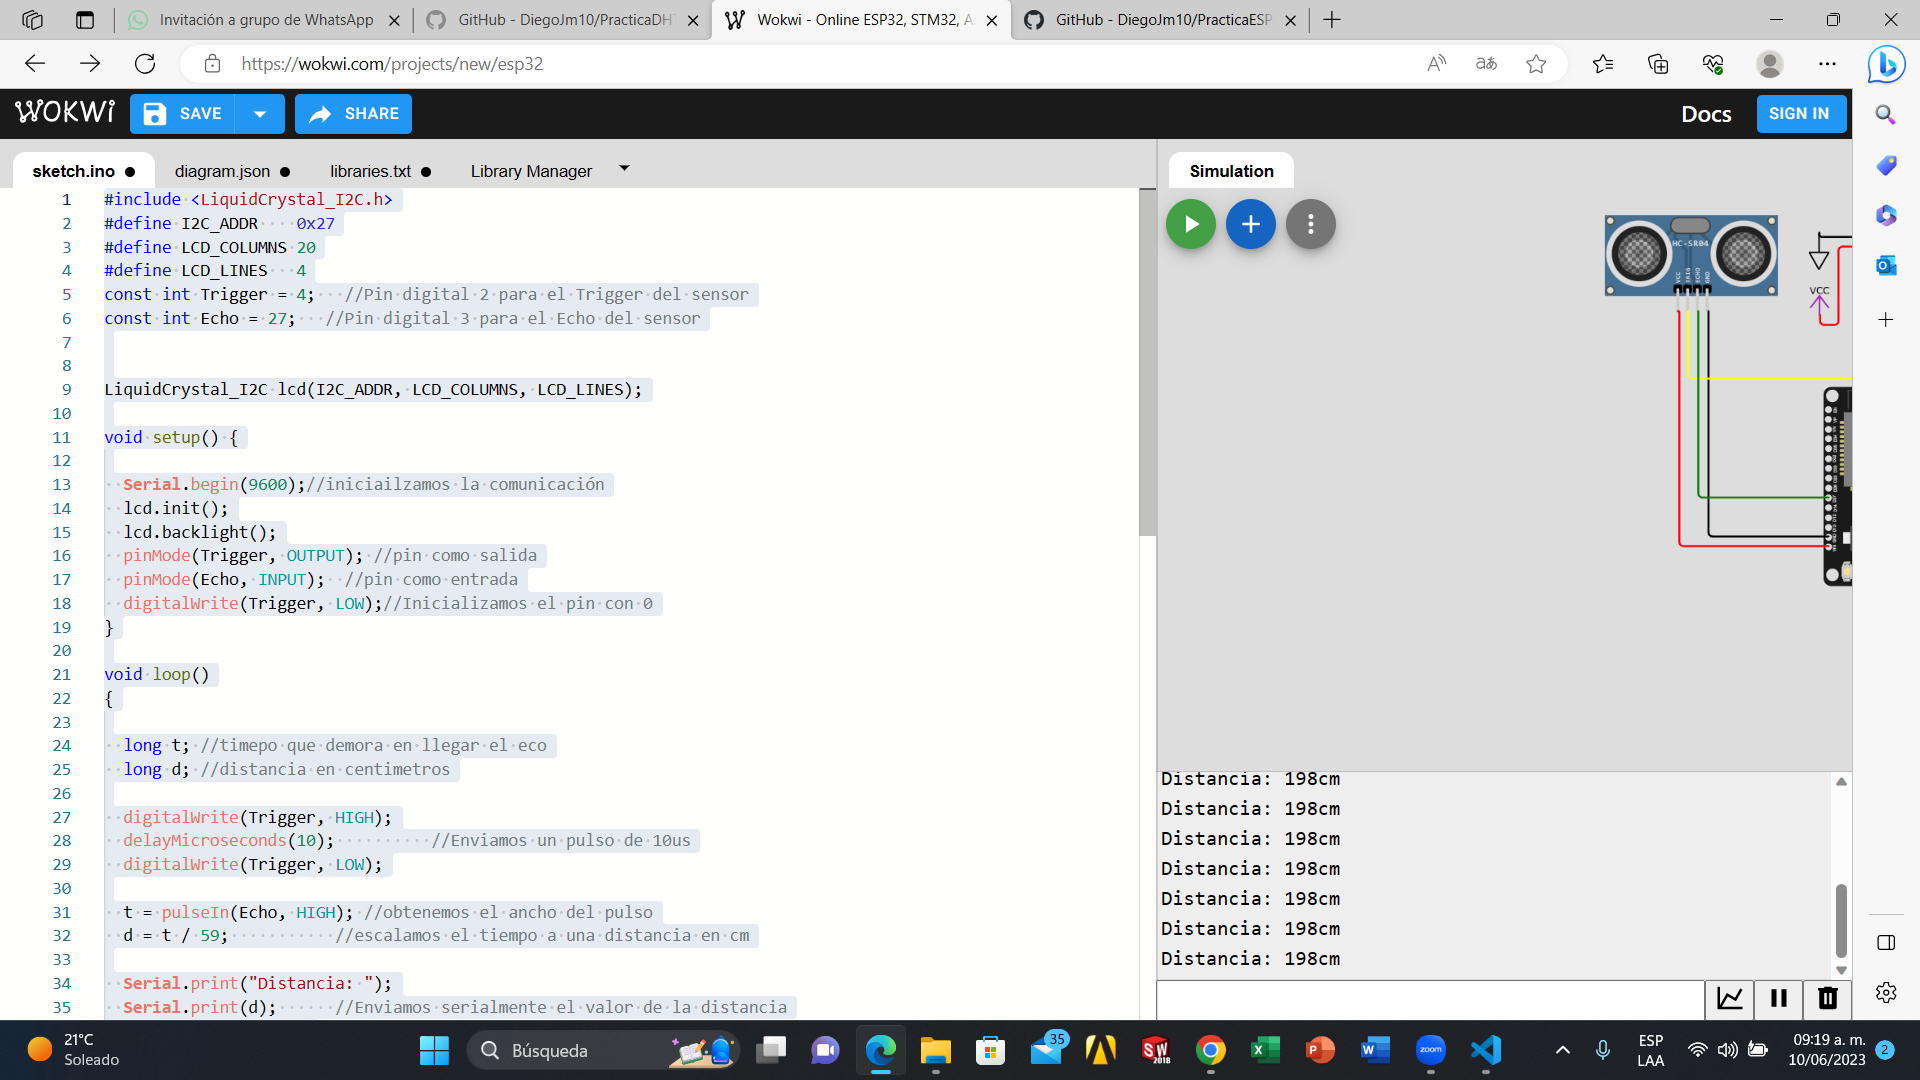 Invitación a grupo de WhatsApp
GitHub - DiegoJm10/PracticaDH
Wokwi - Online ESP32, STM32, A
GitHub - DiegoJm10/PracticaESP
https://wokwi.com/projects/new/esp32
WOKWi
SAVE
SHARE
Docs
SIGN IN
sketch.ino
diagram.json
libraries.txt
Library Manager
Simulation
1 #include <LiquidCrystal_I2C.h>
2 #define I2C_ADDR    0x27
3 #define LCD_COLUMNS 20
4 #define LCD_LINES   4
5 const int Trigger = 4;   //Pin digital 2 para el Trigger del sensor
6 const int Echo = 27;   //Pin digital 3 para el Echo del sensor
7
8
9 LiquidCrystal_I2C lcd(I2C_ADDR, LCD_COLUMNS, LCD_LINES);
10
11 void setup() {
12
13   Serial.begin(9600);//iniciailzamos la comunicación
14   lcd.init();
15   lcd.backlight();
16   pinMode(Trigger, OUTPUT); //pin como salida
17   pinMode(Echo, INPUT);  //pin como entrada
18   digitalWrite(Trigger, LOW);//Inicializamos el pin con 0
19 }
20
21 void loop()
22 {
23
24   long t; //timepo que demora en llegar el eco
25   long d; //distancia en centimetros
26
27   digitalWrite(Trigger, HIGH);
28   delayMicroseconds(10);          //Enviamos un pulso de 10us
29   digitalWrite(Trigger, LOW);
30
31   t = pulseIn(Echo, HIGH); //obtenemos el ancho del pulso
32   d = t / 59;           //escalamos el tiempo a una distancia en cm
33
34   Serial.print("Distancia: ");
35   Serial.print(d);      //Enviamos serialmente el valor de la distancia
HC-SR04
VCC
TRIG
ECHO
GND
VCC
Distancia: 198cm
Distancia: 198cm
Distancia: 198cm
Distancia: 198cm
Distancia: 198cm
Distancia: 198cm
Distancia: 198cm
21°C
Soleado
Búsqueda
35
SW
2018
zoom
ESP
LAA
09:19 a. m.
10/06/2023
2